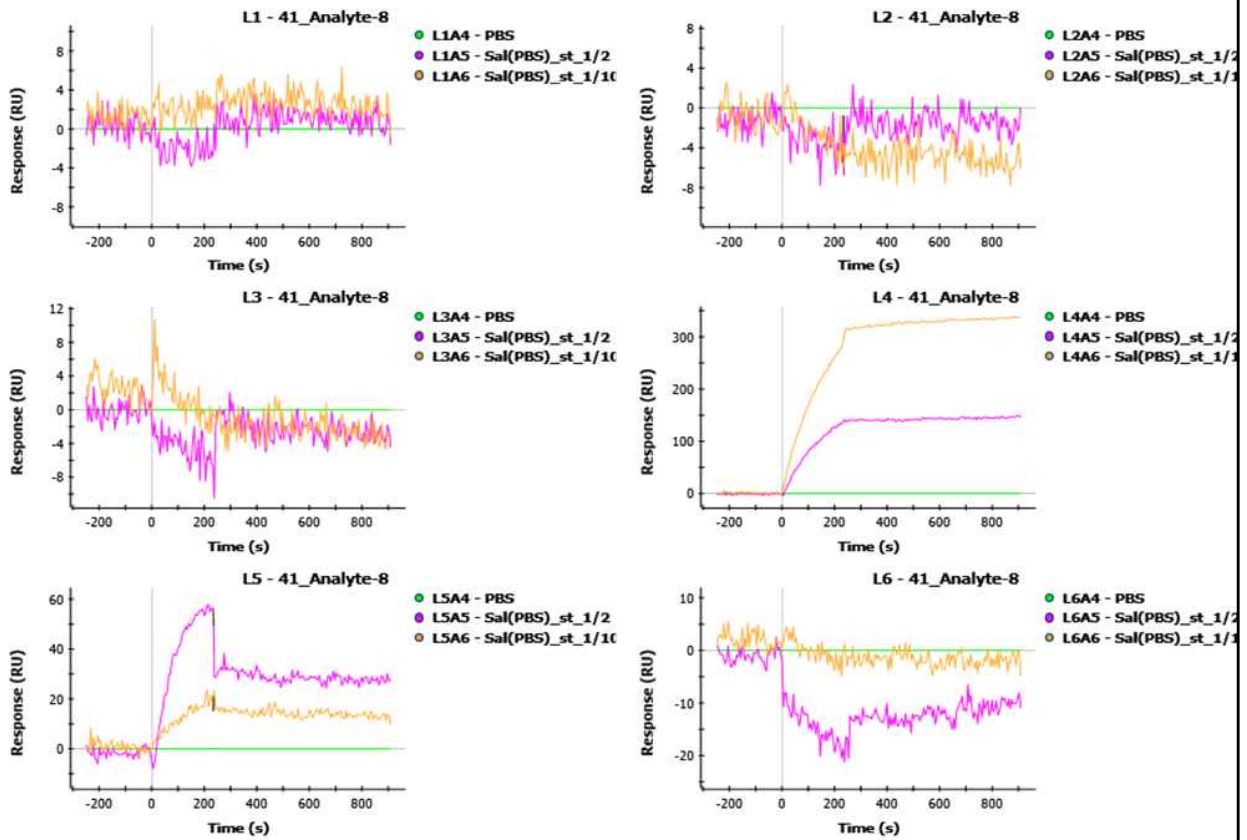 L1 - 41_Analyte-8
L1A4 - PBS
L1A5 - Sal(PBS)_st_1/2
L1A6 - Sal(PBS)_st_1/10
8
4
0
-4
-8
Response (RU)
-200 0 200 400 600 800
Time (s)
L2 - 41_Analyte-8
L2A4 - PBS
L2A5 - Sal(PBS)_st_1/2
L2A6 - Sal(PBS)_st_1/1
8
4
0
-4
-8
Response (RU)
-200 0 200 400 600 800
Time (s)
L3 - 41_Analyte-8
L3A4 - PBS
L3A5 - Sal(PBS)_st_1/2
L3A6 - Sal(PBS)_st_1/10
12
8
4
0
-4
-8
Response (RU)
-200 0 200 400 600 800
Time (s)
L4 - 41_Analyte-8
L4A4 - PBS
L4A5 - Sal(PBS)_st_1/2
L4A6 - Sal(PBS)_st_1/1
300
200
100
0
Response (RU)
-200 0 200 400 600 800
Time (s)
L5 - 41_Analyte-8
L5A4 - PBS
L5A5 - Sal(PBS)_st_1/2
L5A6 - Sal(PBS)_st_1/10
60
40
20
0
Response (RU)
-200 0 200 400 600 800
Time (s)
L6 - 41_Analyte-8
L6A4 - PBS
L6A5 - Sal(PBS)_st_1/2
L6A6 - Sal(PBS)_st_1/1
10
0
-10
-20
Response (RU)
-200 0 200 400 600 800
Time (s)